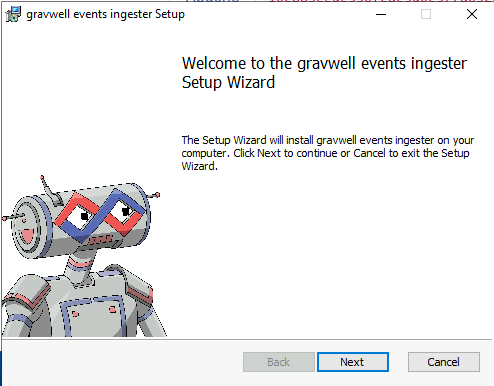 gravwell events ingester Setup
Welcome to the gravwell events ingester
Setup Wizard
The Setup Wizard will install gravwell events ingester on your
computer. Click Next to continue or Cancel to exit the Setup
Wizard.
Back
Next
Cancel